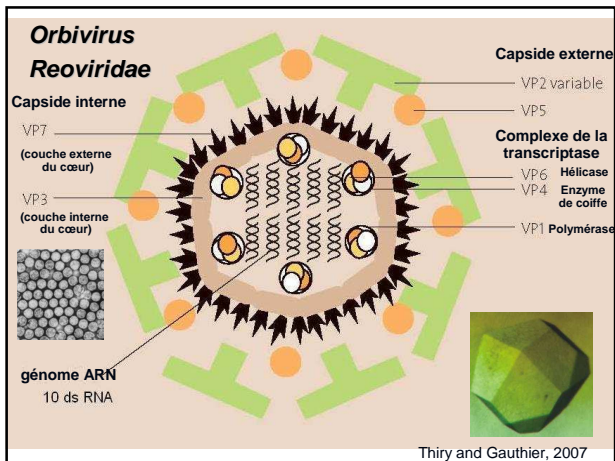 Orbivirus
Reoviridae
Capside interne
VP7
(couche externe
du cœur)
VP3
(couche interne
du cœur)
génome ARN
10 ds RNA
Capside externe
VP2 variable
VP5
Complexe de la
transcriptase
VP6 Hélicase
VP4 Enzyme
de coiffe
VP1 Polymérase
Thiry and Gauthier, 2007